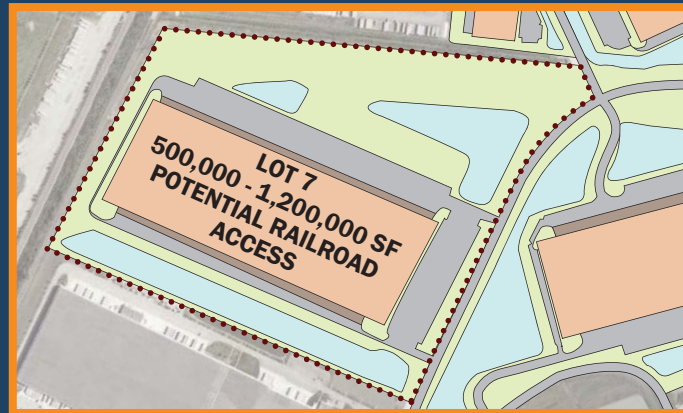 LOT 7
500,000 - 1,200,000 SF
POTENTIAL RAILROAD
ACCESS